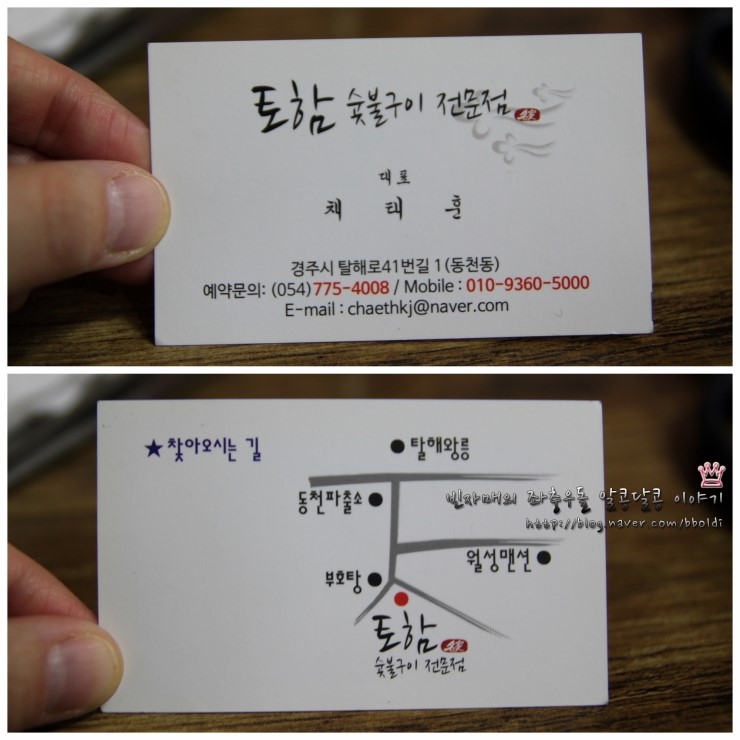 토함 숯불구이 전문점
대표
채 태 훈
경주시 탈해로41번길 1 (동천동)
예약문의: (054) 775-4008 / Mobile : 010-9360-5000
E-mail : chaethkj@naver.com
★ 찾아오시는 길
탈해왕릉
동천파출소
빈자매의 좌충우돌 알콩달콩 이야기
http://blog.naver.com/bboldi
월성맨션
부호탕
토함
숯불구이 전문점